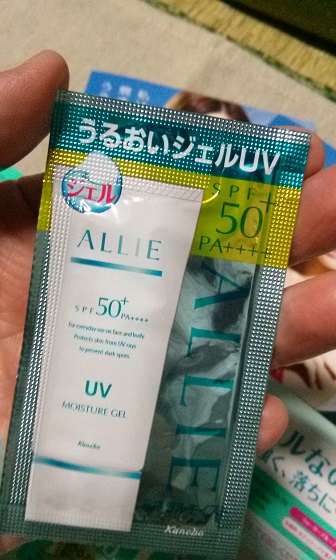 うるおいジェルUV
ジェル
SPF
50+
PA++++
ALLIE
SPF50+PA++++
For everyday use on face and body.
Protects skin from UV rays
to prevent dark spots.
UV
MOISTURE GEL
Kanebo
ALLIE
Kanebo